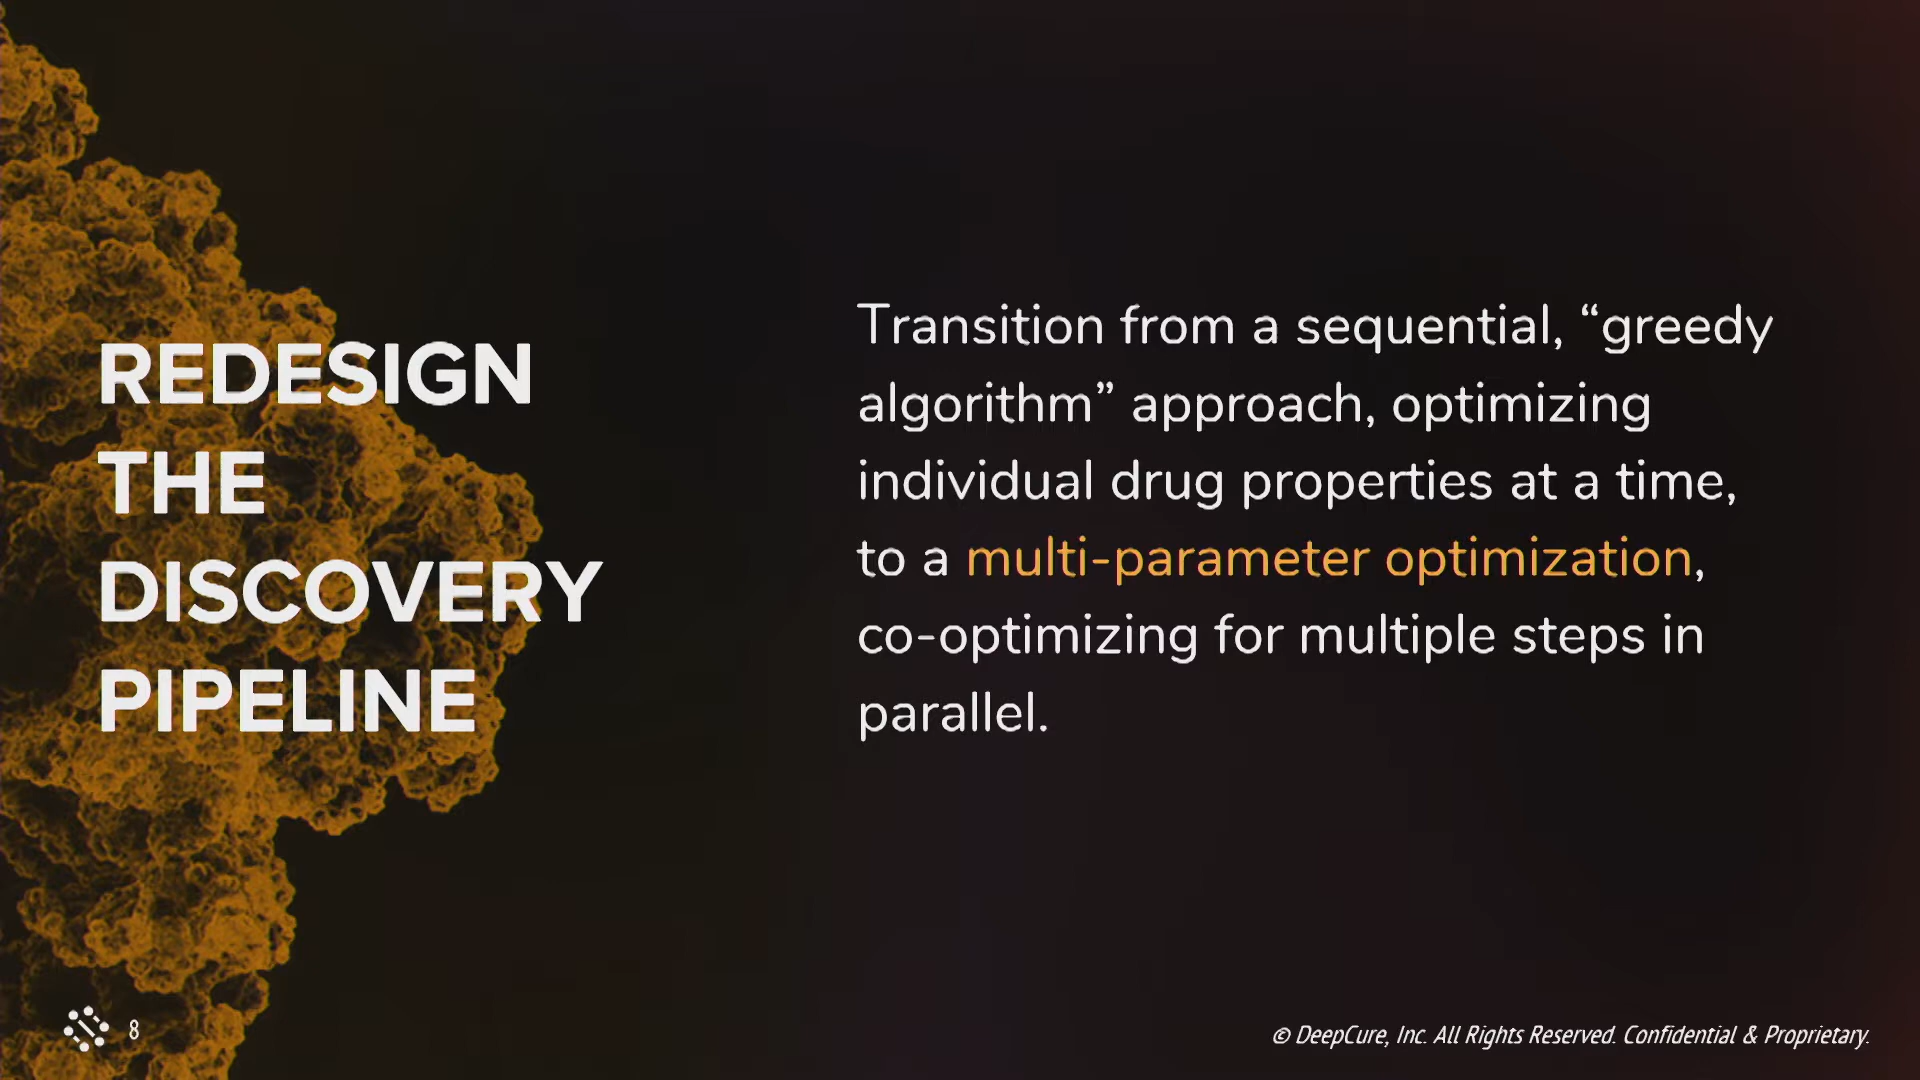 REDESIGN
THE
DISCOVERY
PIPELINE
Transition from a sequential, “greedy
algorithm” approach, optimizing
individual drug properties at a time,
to a multi-parameter optimization,
co-optimizing for multiple steps in
parallel.
8
© DeepCure, Inc. All Rights Reserved. Confidential & Proprietary.